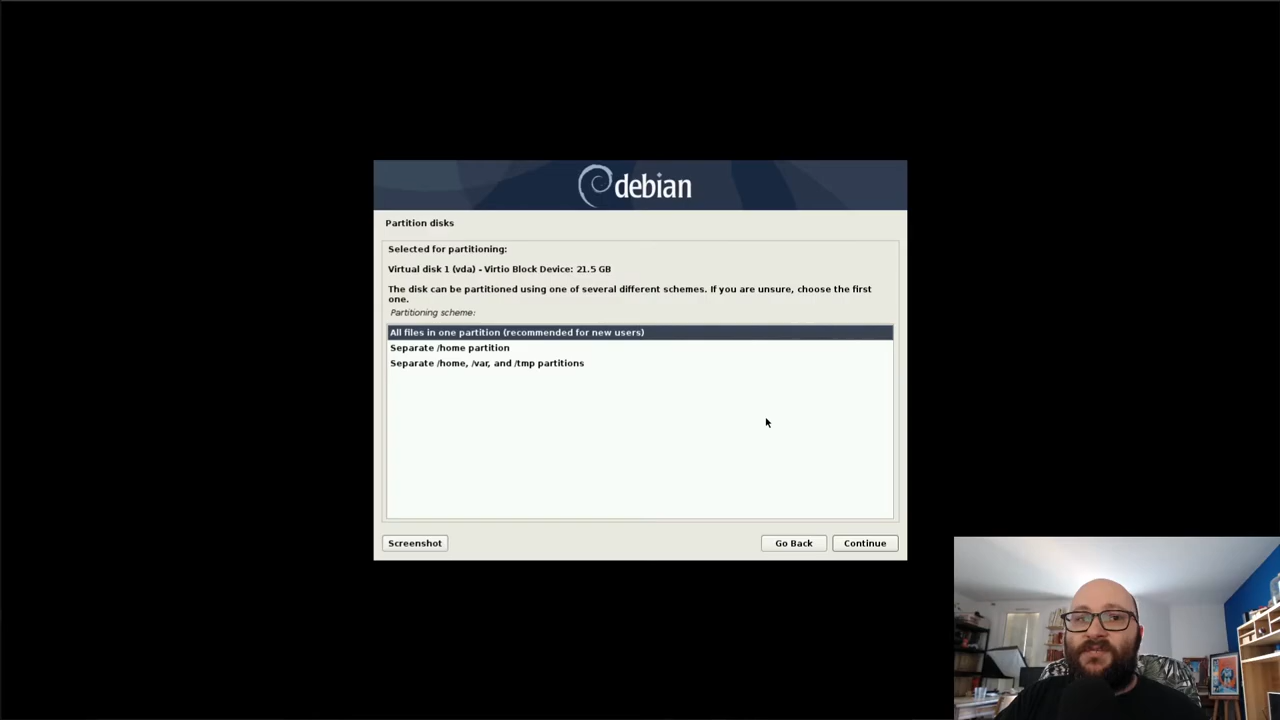 debian
Partition disks
Selected for partitioning:
Virtual disk 1 (vda) - Virtio Block Device: 21.5 GB
The disk can be partitioned using one of several different schemes. If you are unsure, choose the first
one.
Partitioning scheme:
All files in one partition (recommended for new users)
Separate /home partition
Separate /home, /var, and /tmp partitions
Screenshot
Go Back
Continue